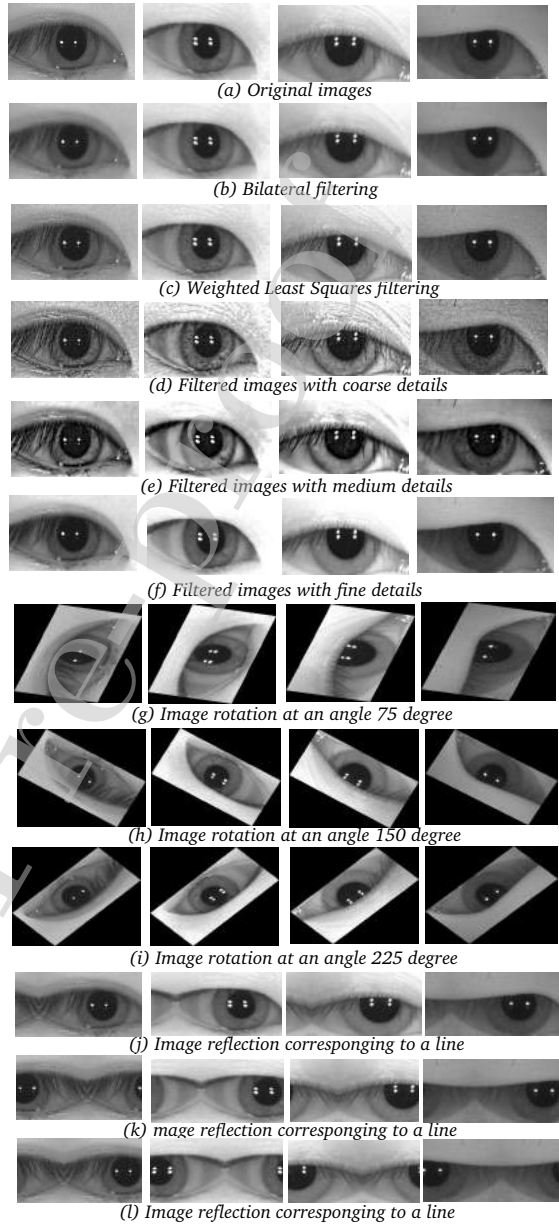 (a) Original images
(b) Bilateral filtering
(c) Weighted Least Squares filtering
(d) Filtered images with coarse details
(e) Filtered images with medium details
(f) Filtered images with fine details
(g) Image rotation at an angle 75 degree
(h) Image rotation at an angle 150 degree
(i) Image rotation at an angle 225 degree
(j) Image reflection corresponging to a line
(k) mage reflection corresponging to a line
(l) Image reflection corresponging to a line